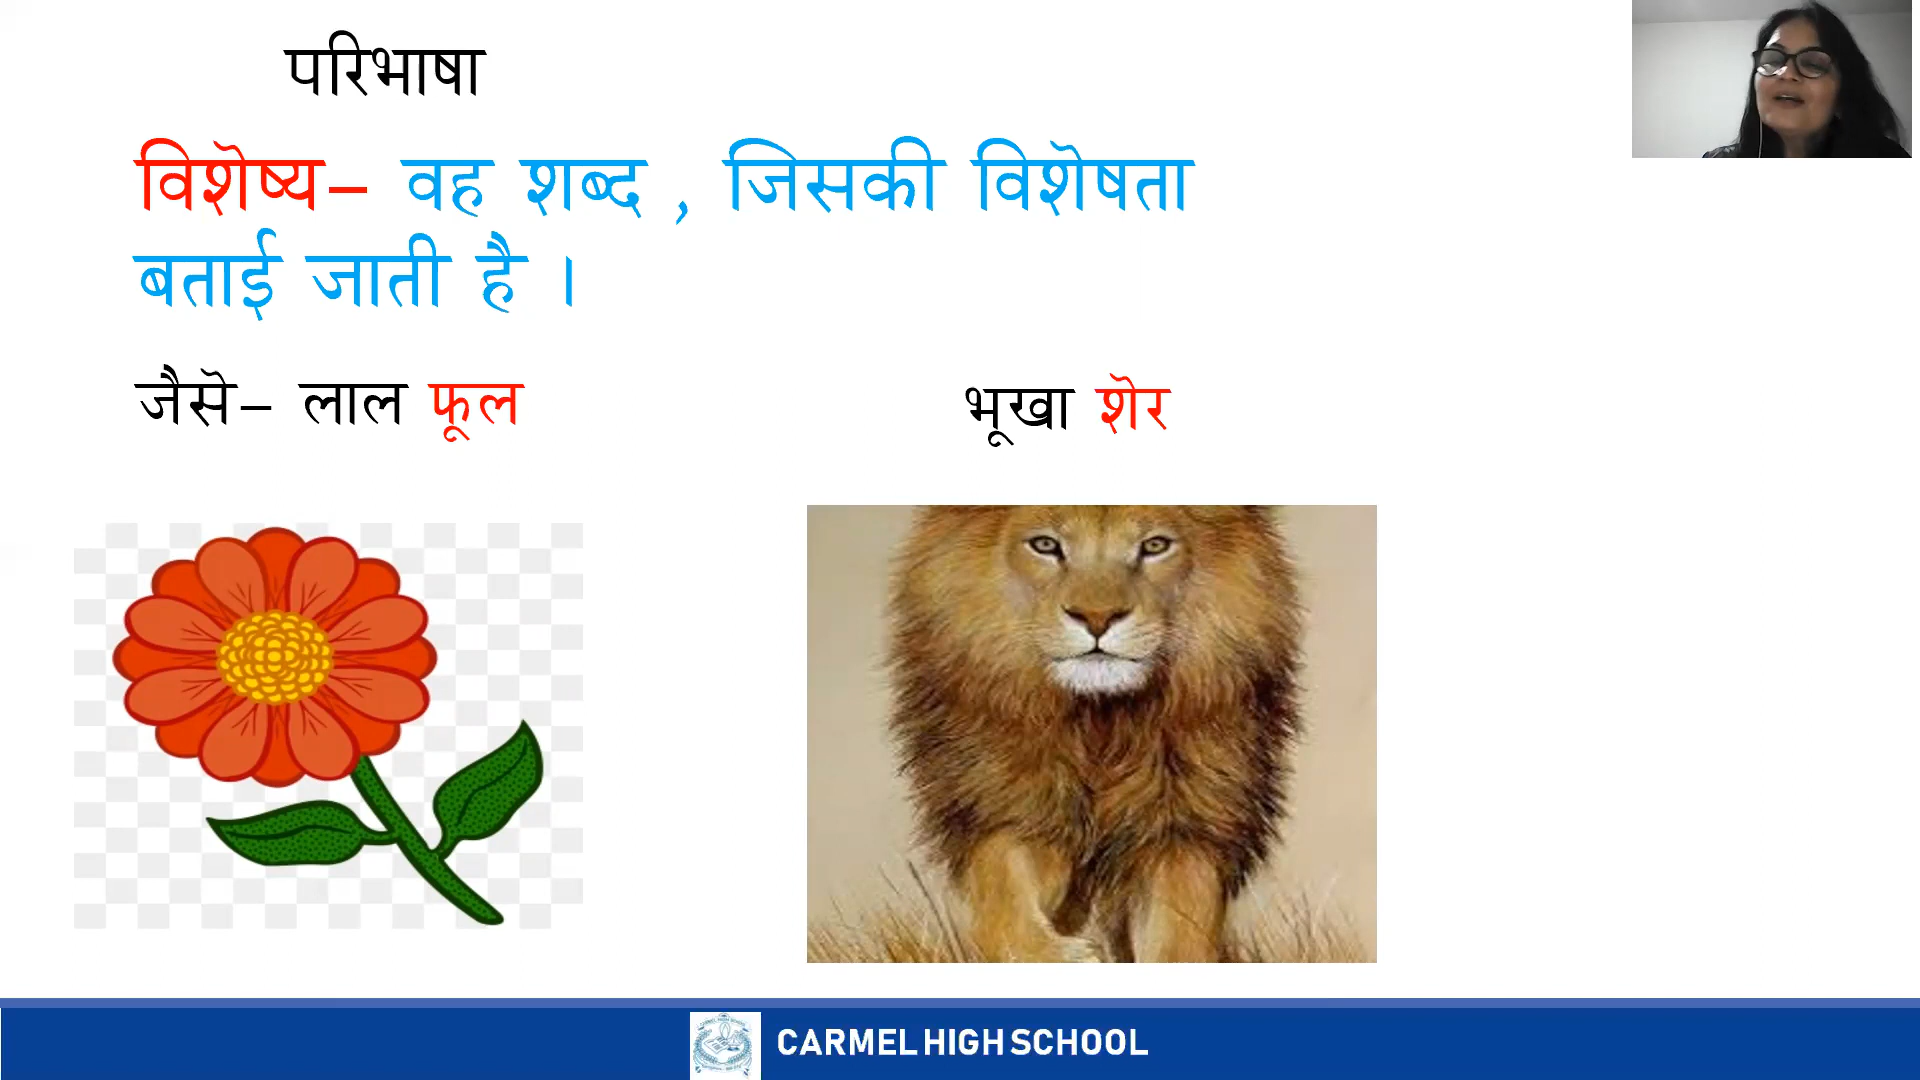 परिभाषा
विशॆष्य– वह शब्द , जिसकी विशॆषता
बताई जाती है ।
जैसॆ– लाल फूल
भूखा शॆर
CARMEL HIGH SCHOOL